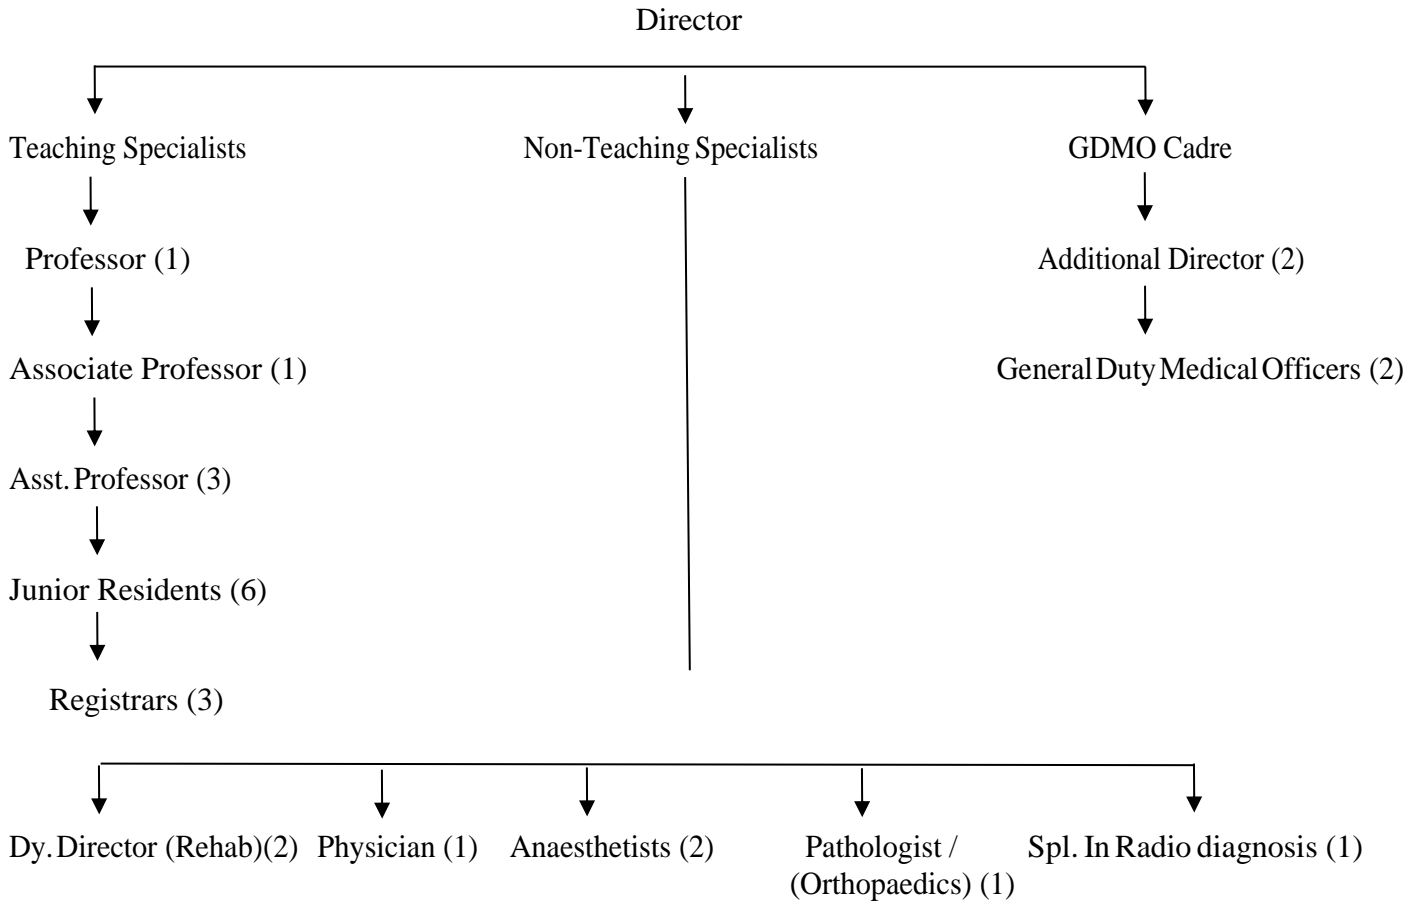 Director
Teaching Specialists
Non-Teaching Specialists
GDMO Cadre
Professor (1)
Additional Director (2)
Associate Professor (1)
General Duty Medical Officers (2)
Asst. Professor (3)
Junior Residents (6)
Registrars (3)
Dy. Director (Rehab)(2)
Physician (1)
Anaesthetists (2)
Pathologist /
(Orthopaedics) (1)
Spl. In Radio diagnosis (1)